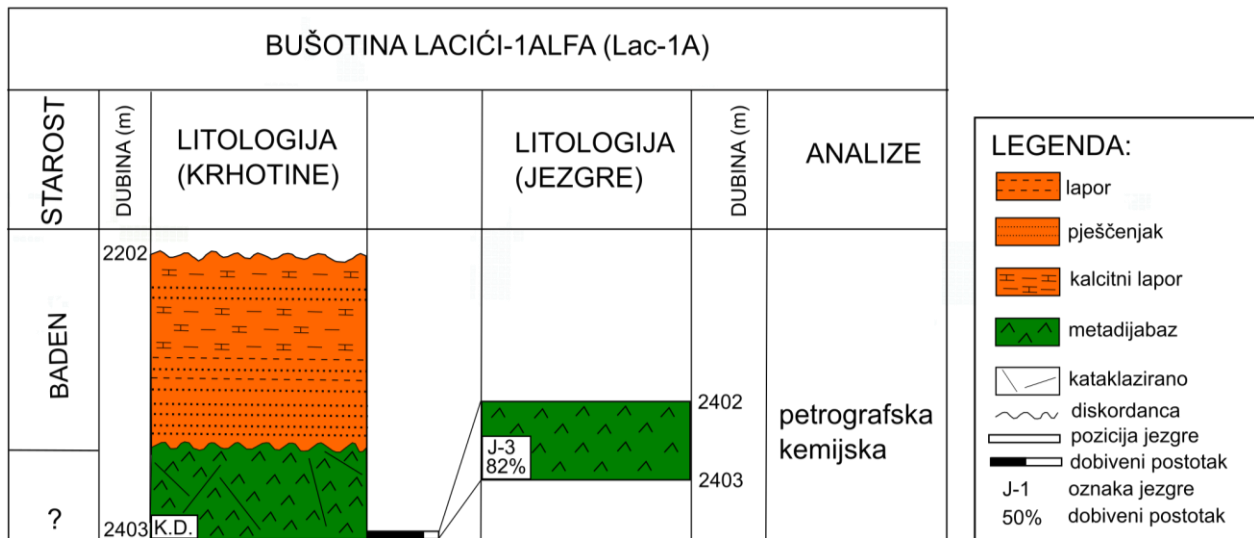 BUŠOTINA LACIĆI-1ALFA (Lac-1A)
STAROST
DUBINA (m)
LITOLOGIJA
(KRHOTINE)
LITOLOGIJA
(JEZGRE)
DUBINA (m)
ANALIZE
BADEN
?
2202
2403
K.D.
J-3
82%
2402
2403
petrografska
kemijska
LEGENDA:
lapor
pješčenjak
kalcitni lapor
metadijabaz
kataklazirano
diskordanca
pozicija jezgre
dobiveni postotak
J-1 oznaka jezgre
50% dobiveni postotak